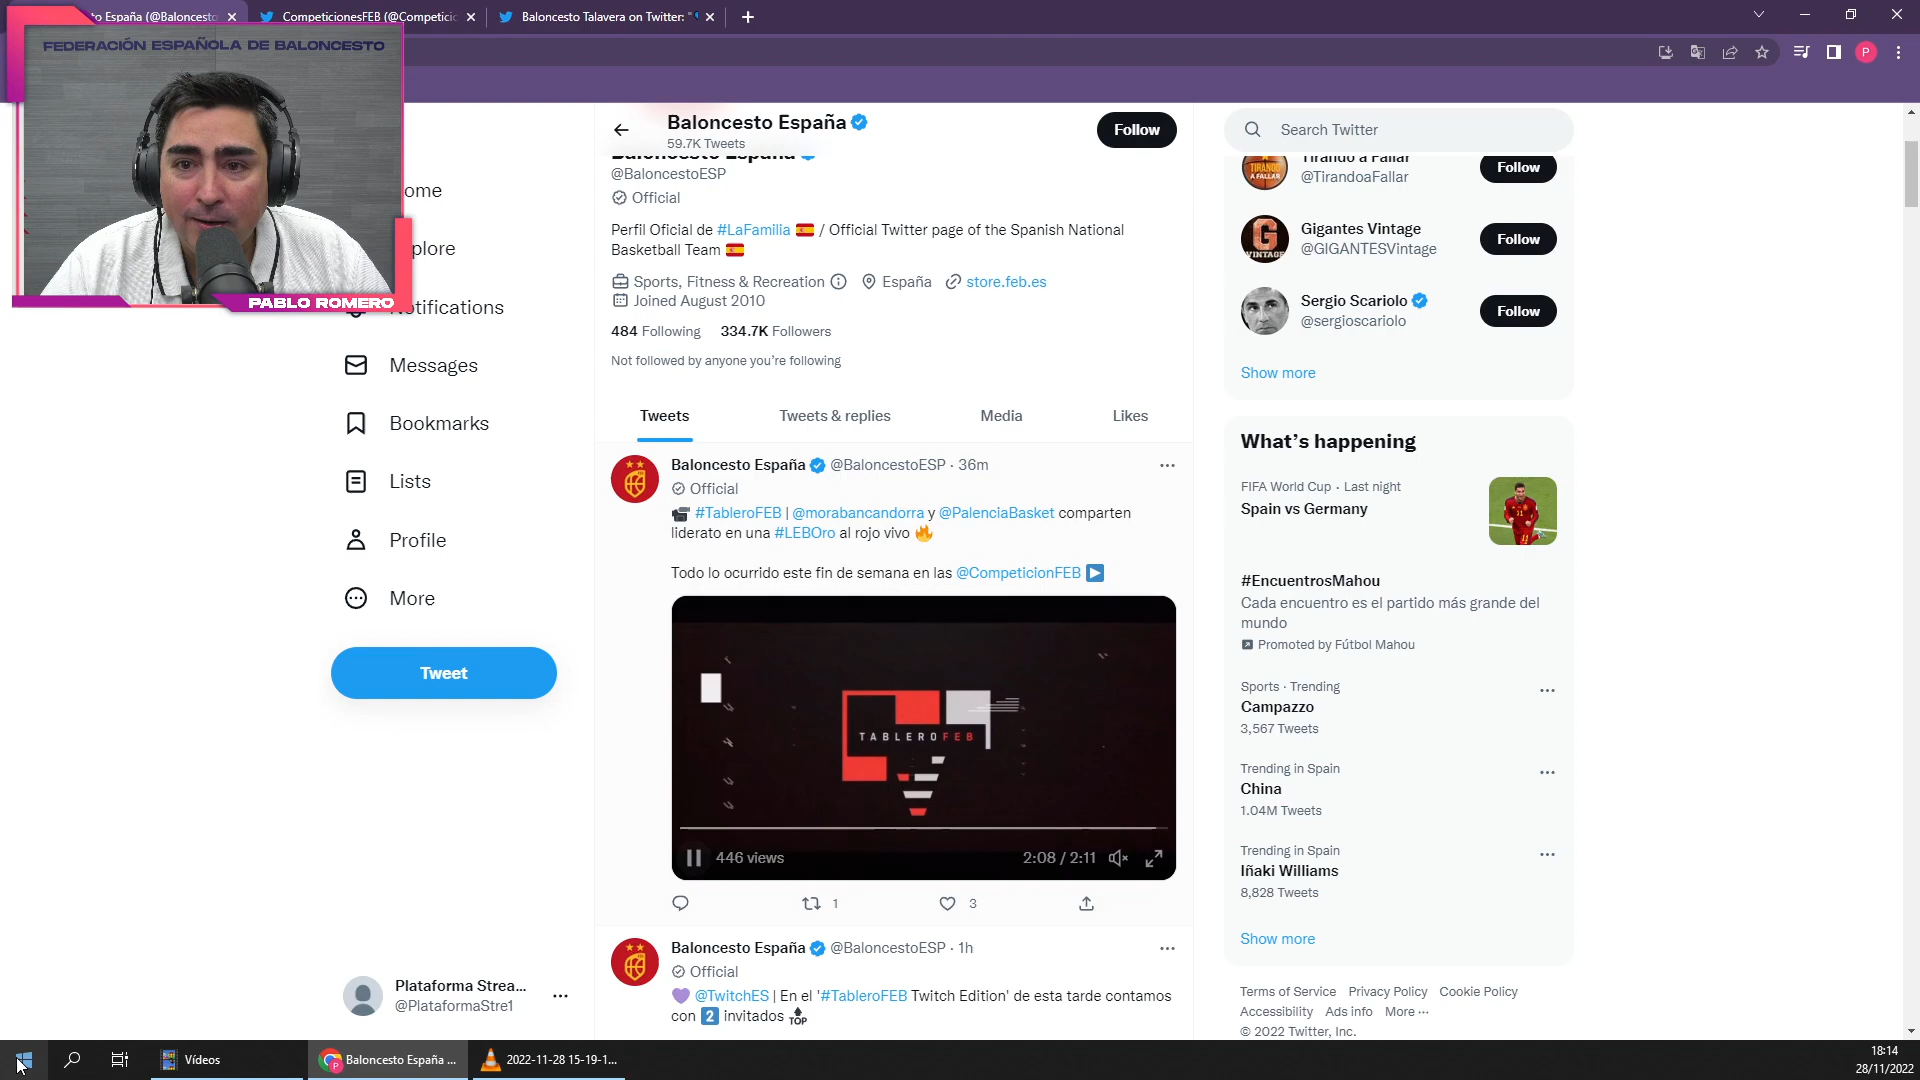 to España (@Baloncesto
CompeticionesFEB (@Competicic
Baloncesto Talavera on Twitter: "
P
FEDERACIÓN ESPAÑOLA DE BALONCESTO
PABLO ROMERO
ome
plore
Notifications
Messages
Bookmarks
Lists
Profile
More
Tweet
Plataforma Strea...
@PlataformaStre1
Baloncesto España
59.7K Tweets
Follow
Baloncesto España
@BaloncestoESP
Official
Perfil Oficial de #LaFamilia 🇪🇸 / Official Twitter page of the Spanish National
Basketball Team 🇪🇸
Sports, Fitness & Recreation España store.feb.es
Joined August 2010
484 Following 334.7K Followers
Not followed by anyone you're following
Tweets Tweets & replies Media Likes
Baloncesto España @BaloncestoESP · 36m
Official
#TableroFEB | @morabancandorra y @PalenciaBasket comparten
liderato en una #LEBOro al rojo vivo 🔥
Todo lo ocurrido este fin de semana en las @CompeticionFEB ▶
TABLEROFEB
446 views
2:08 / 2:11
1
3
Baloncesto España @BaloncestoESP · 1h
Official
💜 @TwitchES | En el '#TableroFEB Twitch Edition' de esta tarde contamos
con 2 invitados 🔝
Search Twitter
Tirando a Fallar
@TirandoaFallar
Follow
TIRANDO
A FALLAR
Gigantes Vintage
@GIGANTESVintage
Follow
G
VINTAGE
Sergio Scariolo
@sergioscariolo
Follow
Show more
What's happening
FIFA World Cup · Last night
Spain vs Germany
#EncuentrosMahou
Cada encuentro es el partido más grande del
mundo
Promoted by Fútbol Mahou
Sports · Trending
Campazzo
3,567 Tweets
Trending in Spain
China
1.04M Tweets
Trending in Spain
Iñaki Williams
8,828 Tweets
Show more
Terms of Service Privacy Policy Cookie Policy
Accessibility Ads info More ···
© 2022 Twitter, Inc.
Vídeos
Baloncesto España ...
2022-11-28 15-19-1...
18:14
28/11/2022